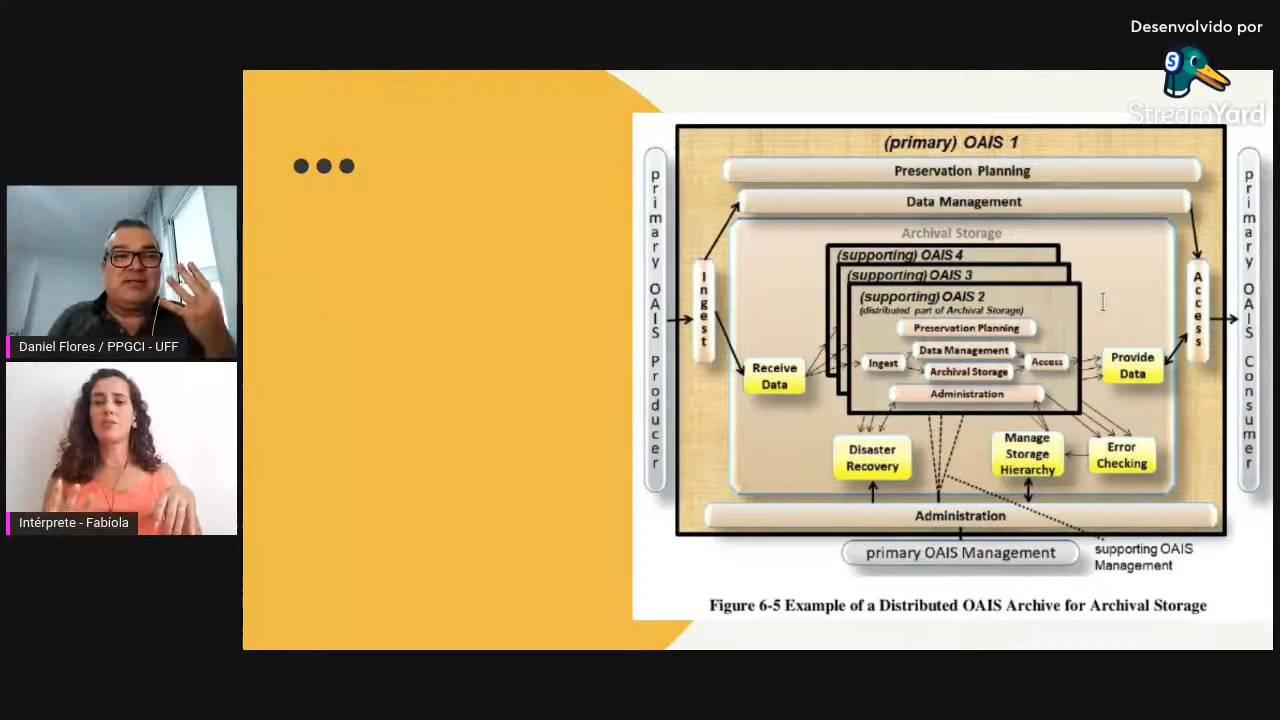 Desenvolvido por
S
StreamYard
Daniel Flores / PPGCI - UFF
Intérprete - Fabíola
(primary) OAIS 1
Preservation Planning
Data Management
Archival Storage
(supporting) OAIS 4
(supporting) OAIS 3
(supporting) OAIS 2
(distributed part of Archival Storage)
Preservation Planning
Data Management
Ingest
Access
Archival Storage
Administration
primary OAIS Producer
Ingest
Receive
Data
Provide
Data
Access
primary OAIS Consumer
Disaster
Recovery
Manage
Storage
Hierarchy
Error
Checking
Administration
primary OAIS Management
supporting OAIS
Management
Figure 6-5 Example of a Distributed OAIS Archive for Archival Storage